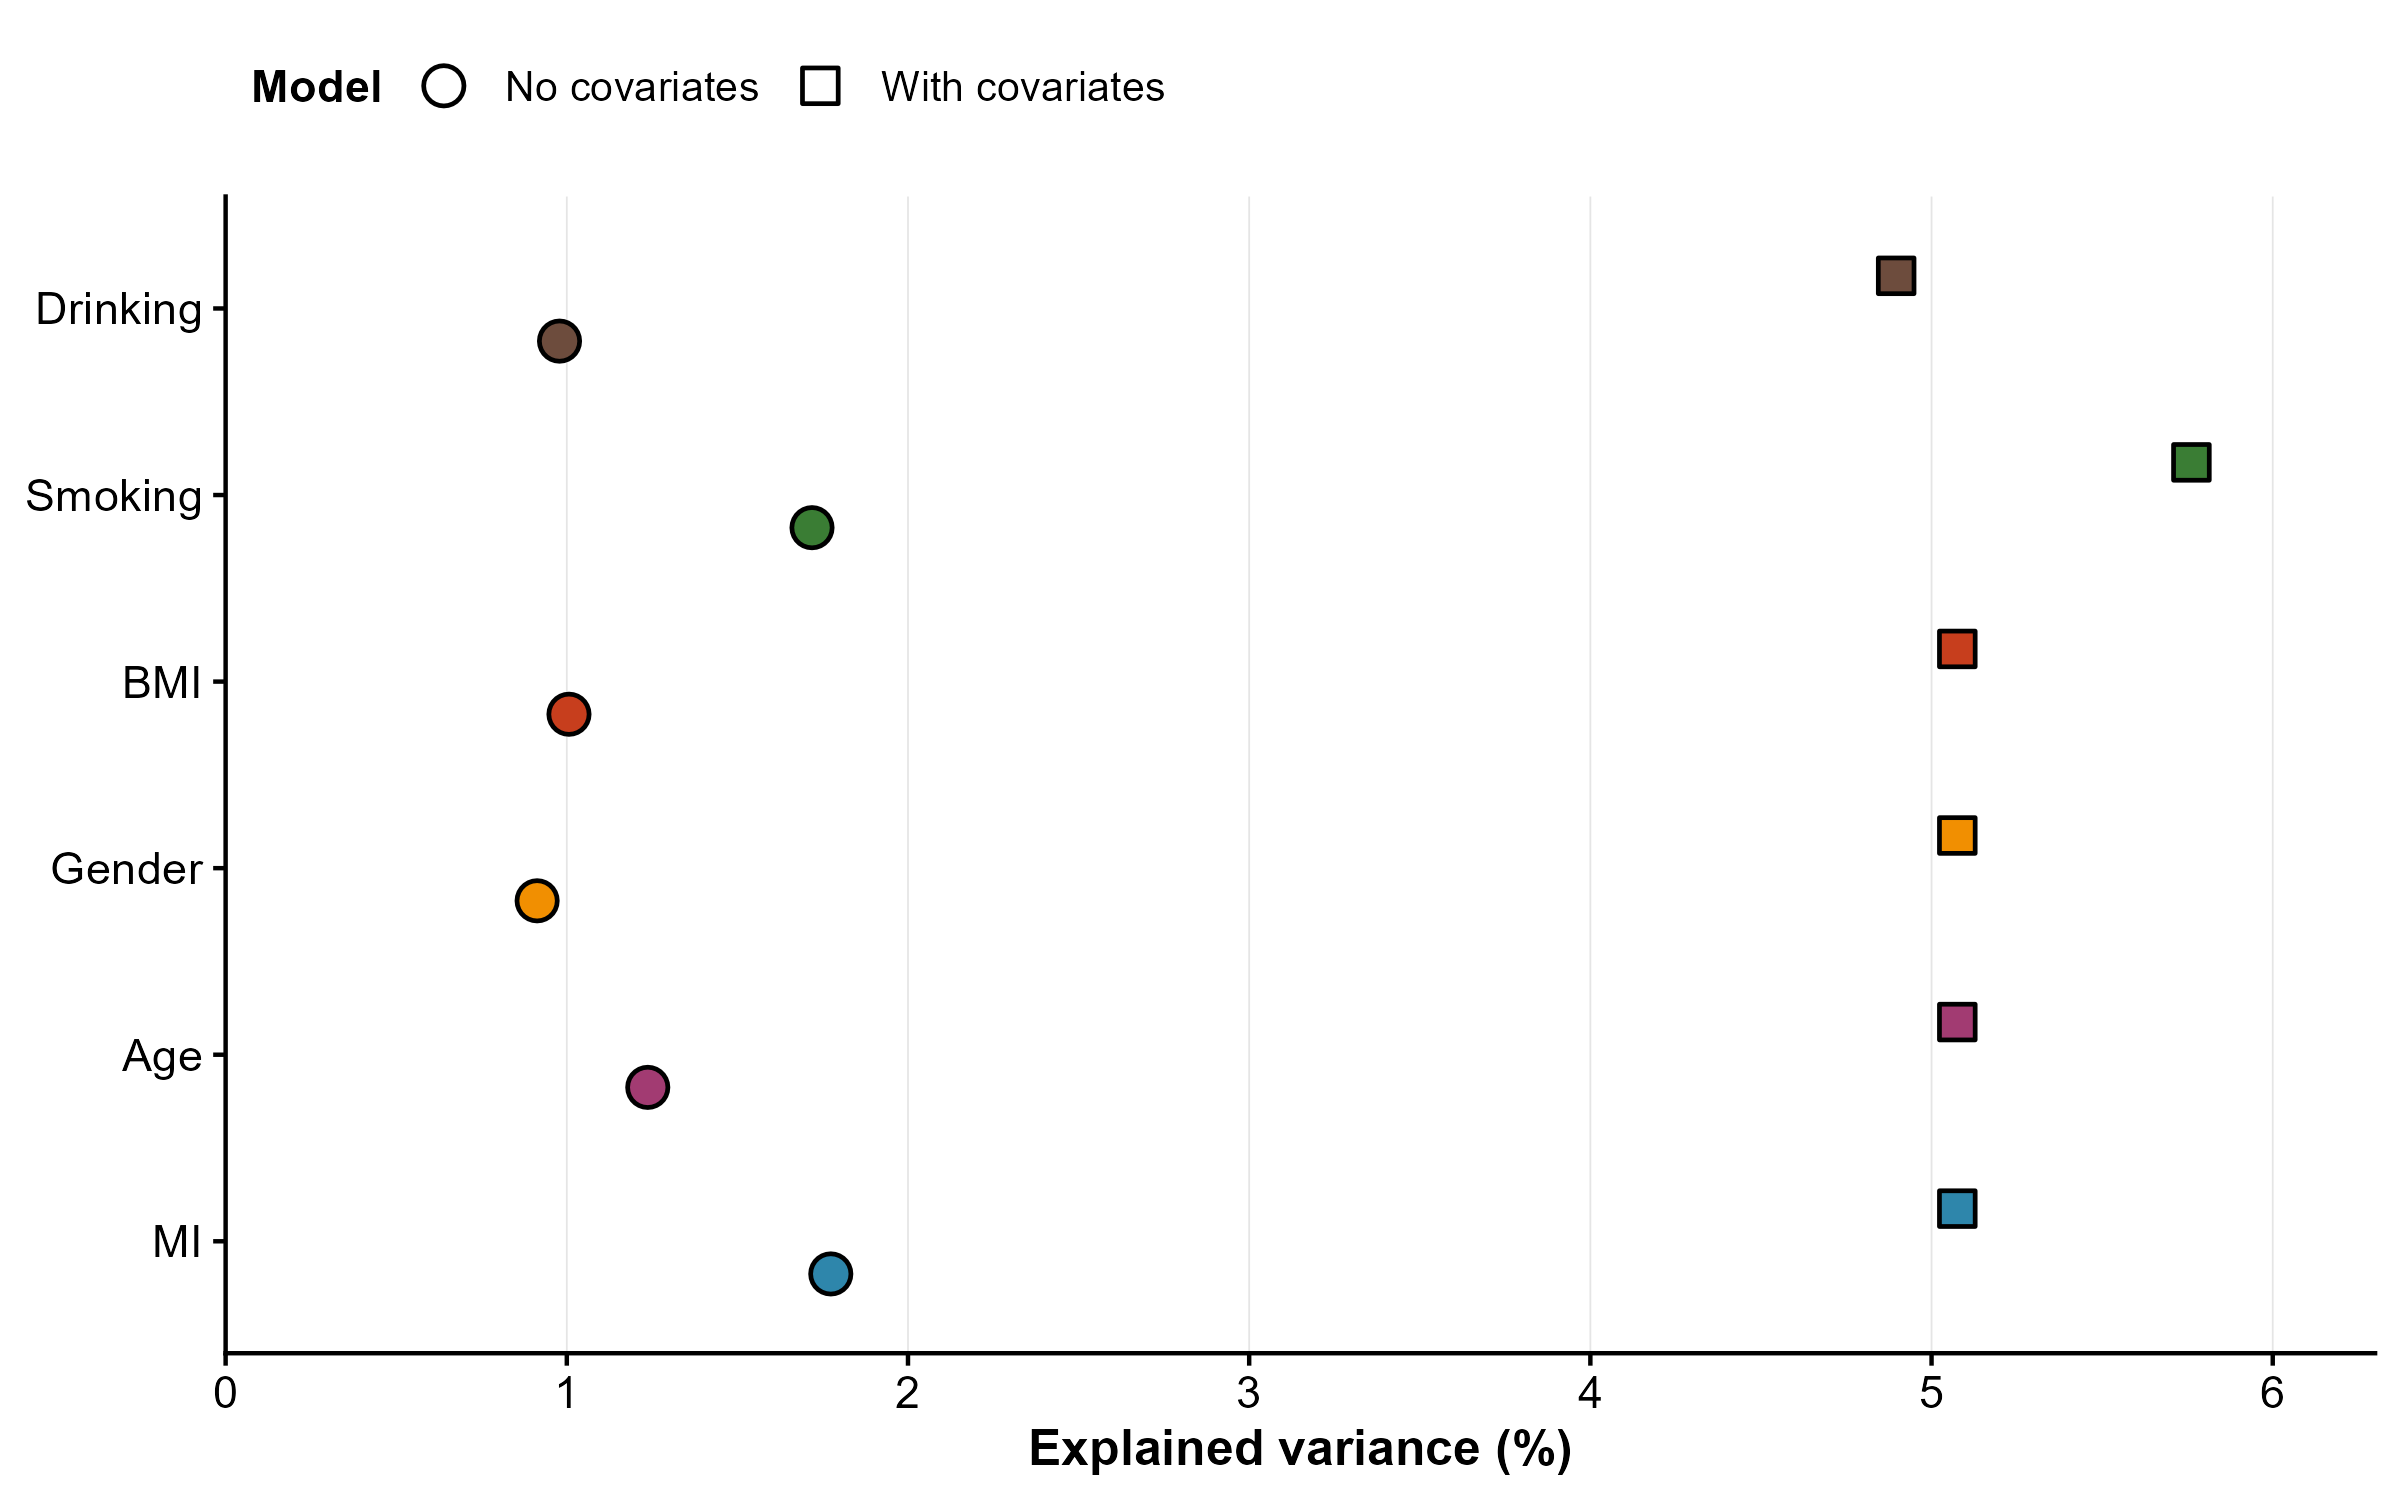 Model No covariates With covariates
Drinking
Smoking
BMI
Gender
Age
MI
0 1 2 3 4 5 6
Explained variance (%)